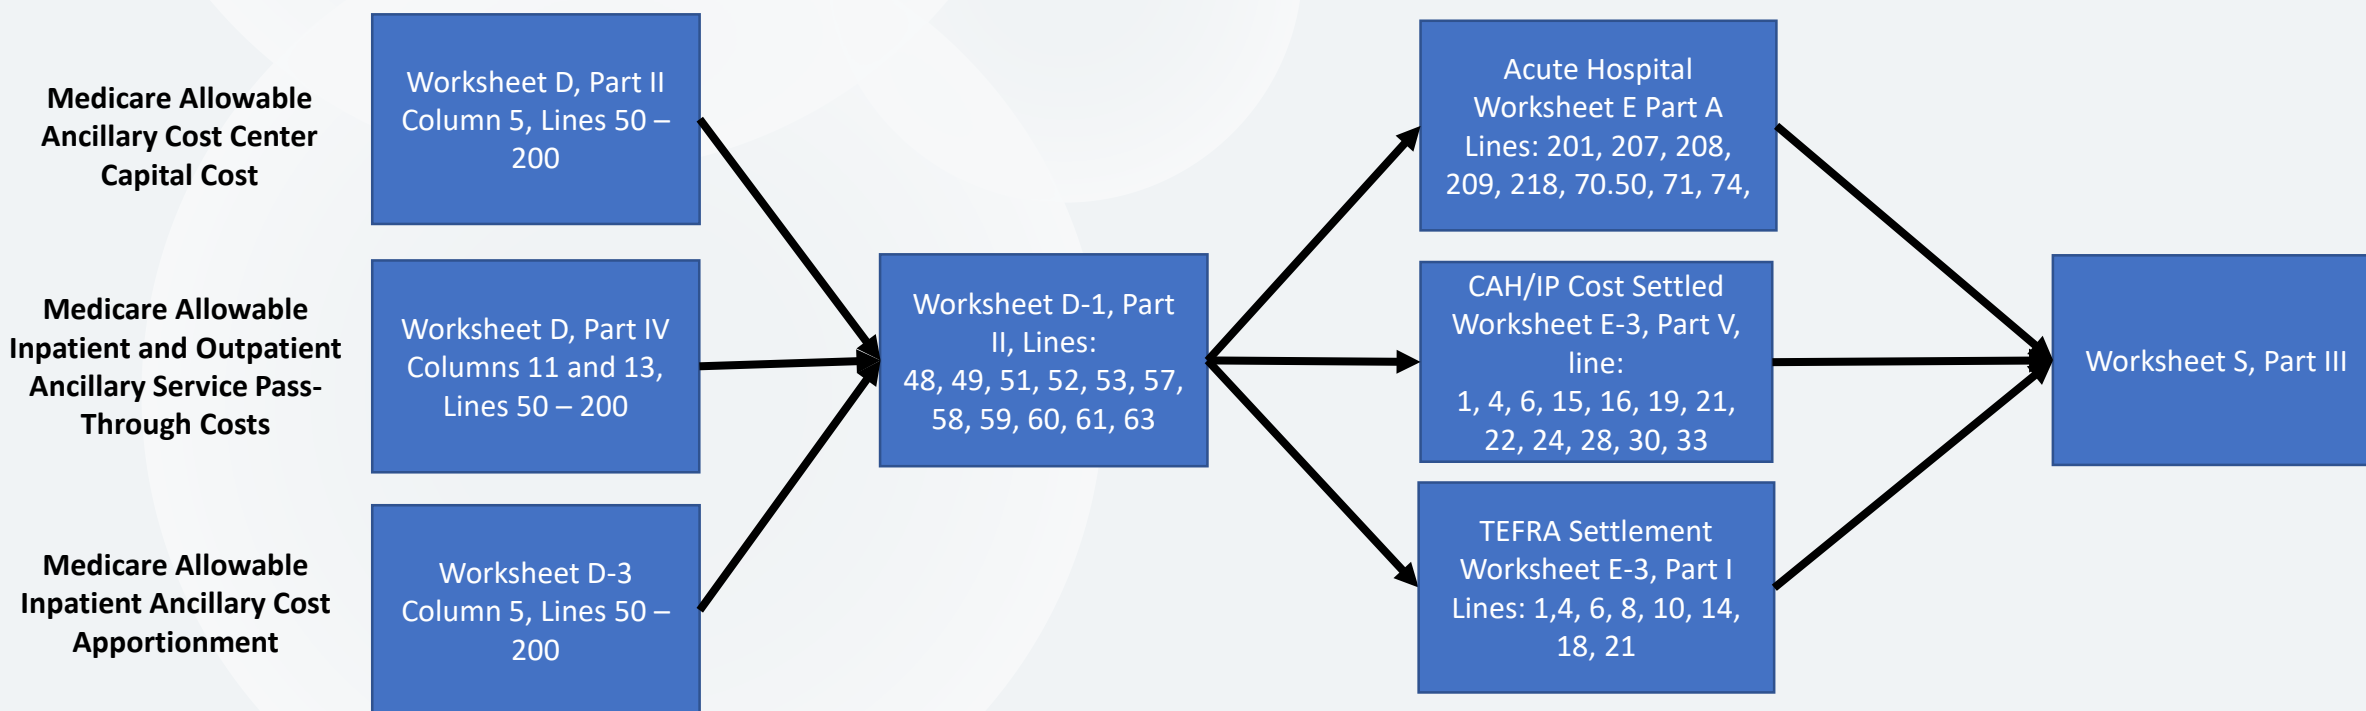 Medicare Allowable
Ancillary Cost Center
Capital Cost
Worksheet D, Part II
Column 5, Lines 50 –
200
Medicare Allowable
Inpatient and Outpatient
Ancillary Service Pass-
Through Costs
Worksheet D, Part IV
Columns 11 and 13,
Lines 50 – 200
Medicare Allowable
Inpatient Ancillary Cost
Apportionment
Worksheet D-3
Column 5, Lines 50 –
200
Worksheet D-1, Part
II, Lines:
48, 49, 51, 52, 53, 57,
58, 59, 60, 61, 63
Acute Hospital
Worksheet E Part A
Lines: 201, 207, 208,
209, 218, 70.50, 71, 74,
CAH/IP Cost Settled
Worksheet E-3, Part V,
line:
1, 4, 6, 15, 16, 19, 21,
22, 24, 28, 30, 33
TEFRA Settlement
Worksheet E-3, Part I
Lines: 1,4, 6, 8, 10, 14,
18, 21
Worksheet S, Part III